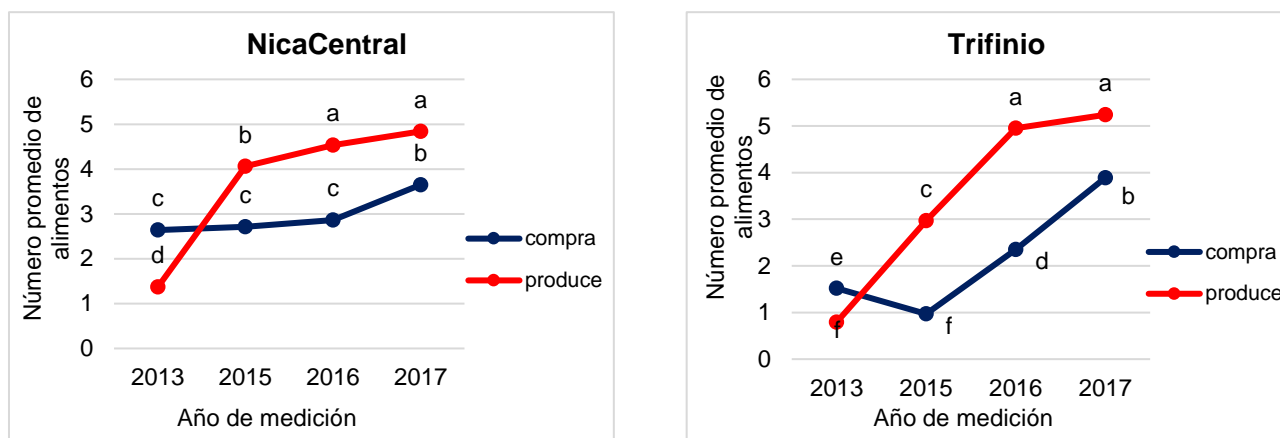 NicaCentral
Número promedio de
alimentos
6
5
4
3
2
1
0
a
a
b
b
c
c
c
d
compra
produce
2013
2015
2016
2017
Año de medición
Trifinio
Número promedio de
alimentos
6
5
4
3
2
1
0
a
a
c
b
e
d
f
f
compra
produce
2013
2015
2016
2017
Año de medición